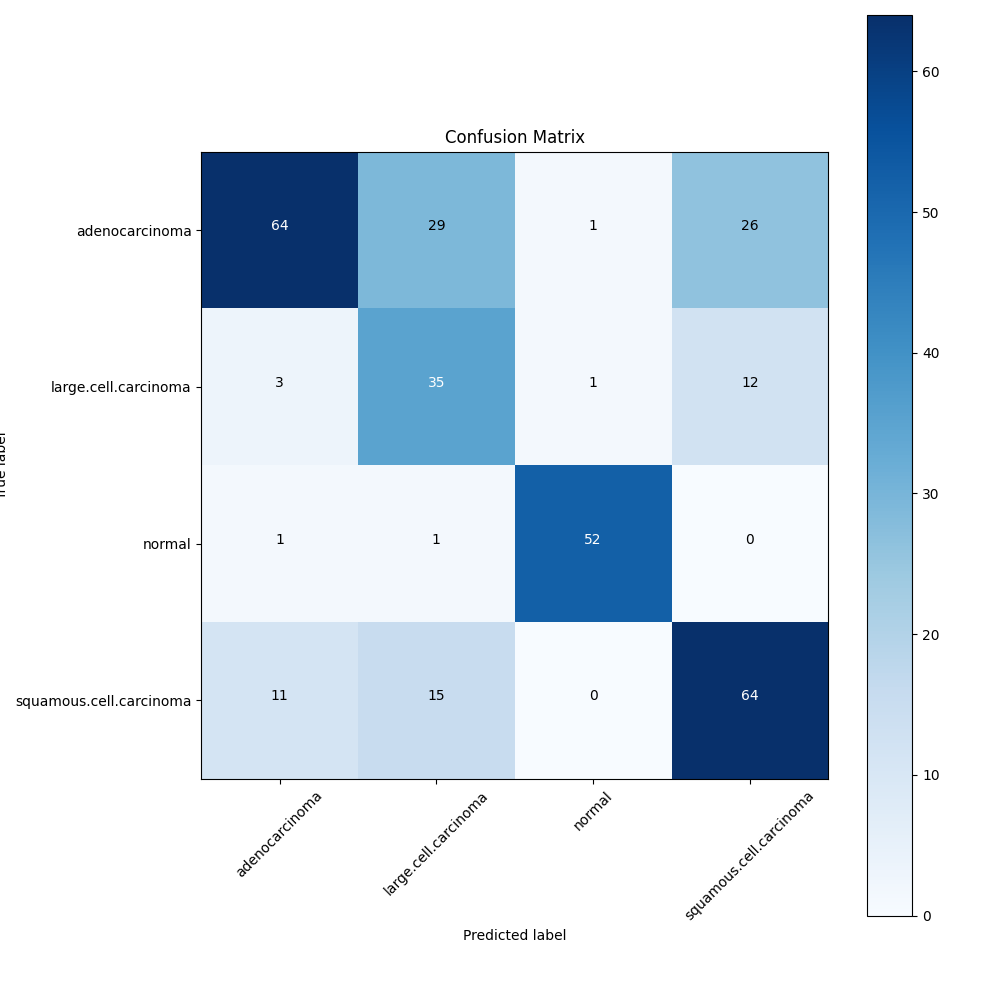 Confusion Matrix
adenocarcinoma 64 29 1 26
large.cell.carcinoma 3 35 1 12
normal 1 1 52 0
squamous.cell.carcinoma 11 15 0 64
adenocarcinoma large.cell.carcinoma normal squamous.cell.carcinoma
Predicted label
60
50
40
30
20
10
0